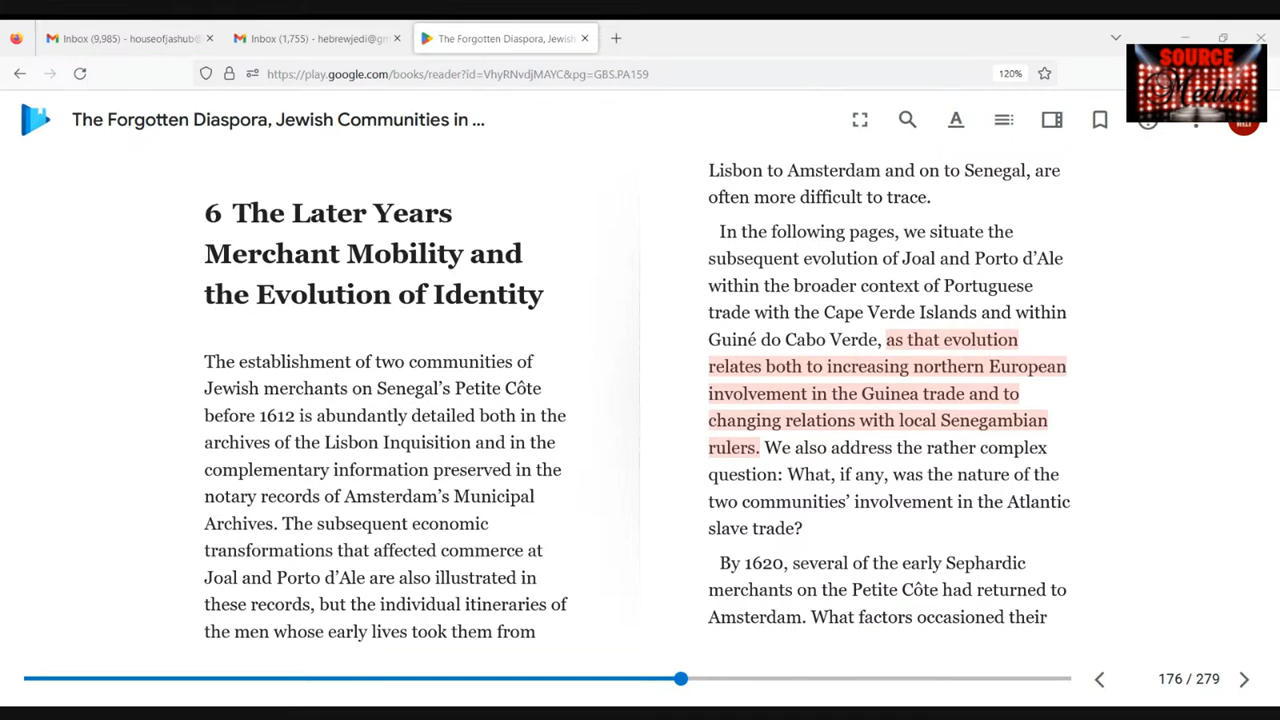 Inbox (9,985) - houseofjashub@
Inbox (1,755) - hebrewjedi@gm
The Forgotten Diaspora, Jewish
https://play.google.com/books/reader?id=VhyRNvdjMAYC&pg=GBS.PA159
120%
SOURCE
Media
The Forgotten Diaspora, Jewish Communities in ...
6 The Later Years
Merchant Mobility and
the Evolution of Identity
The establishment of two communities of
Jewish merchants on Senegal's Petite Côte
before 1612 is abundantly detailed both in the
archives of the Lisbon Inquisition and in the
complementary information preserved in the
notary records of Amsterdam's Municipal
Archives. The subsequent economic
transformations that affected commerce at
Joal and Porto d'Ale are also illustrated in
these records, but the individual itineraries of
the men whose early lives took them from
Lisbon to Amsterdam and on to Senegal, are
often more difficult to trace.
In the following pages, we situate the
subsequent evolution of Joal and Porto d'Ale
within the broader context of Portuguese
trade with the Cape Verde Islands and within
Guiné do Cabo Verde, as that evolution
relates both to increasing northern European
involvement in the Guinea trade and to
changing relations with local Senegambian
rulers. We also address the rather complex
question: What, if any, was the nature of the
two communities' involvement in the Atlantic
slave trade?
By 1620, several of the early Sephardic
merchants on the Petite Côte had returned to
Amsterdam. What factors occasioned their
176 / 279